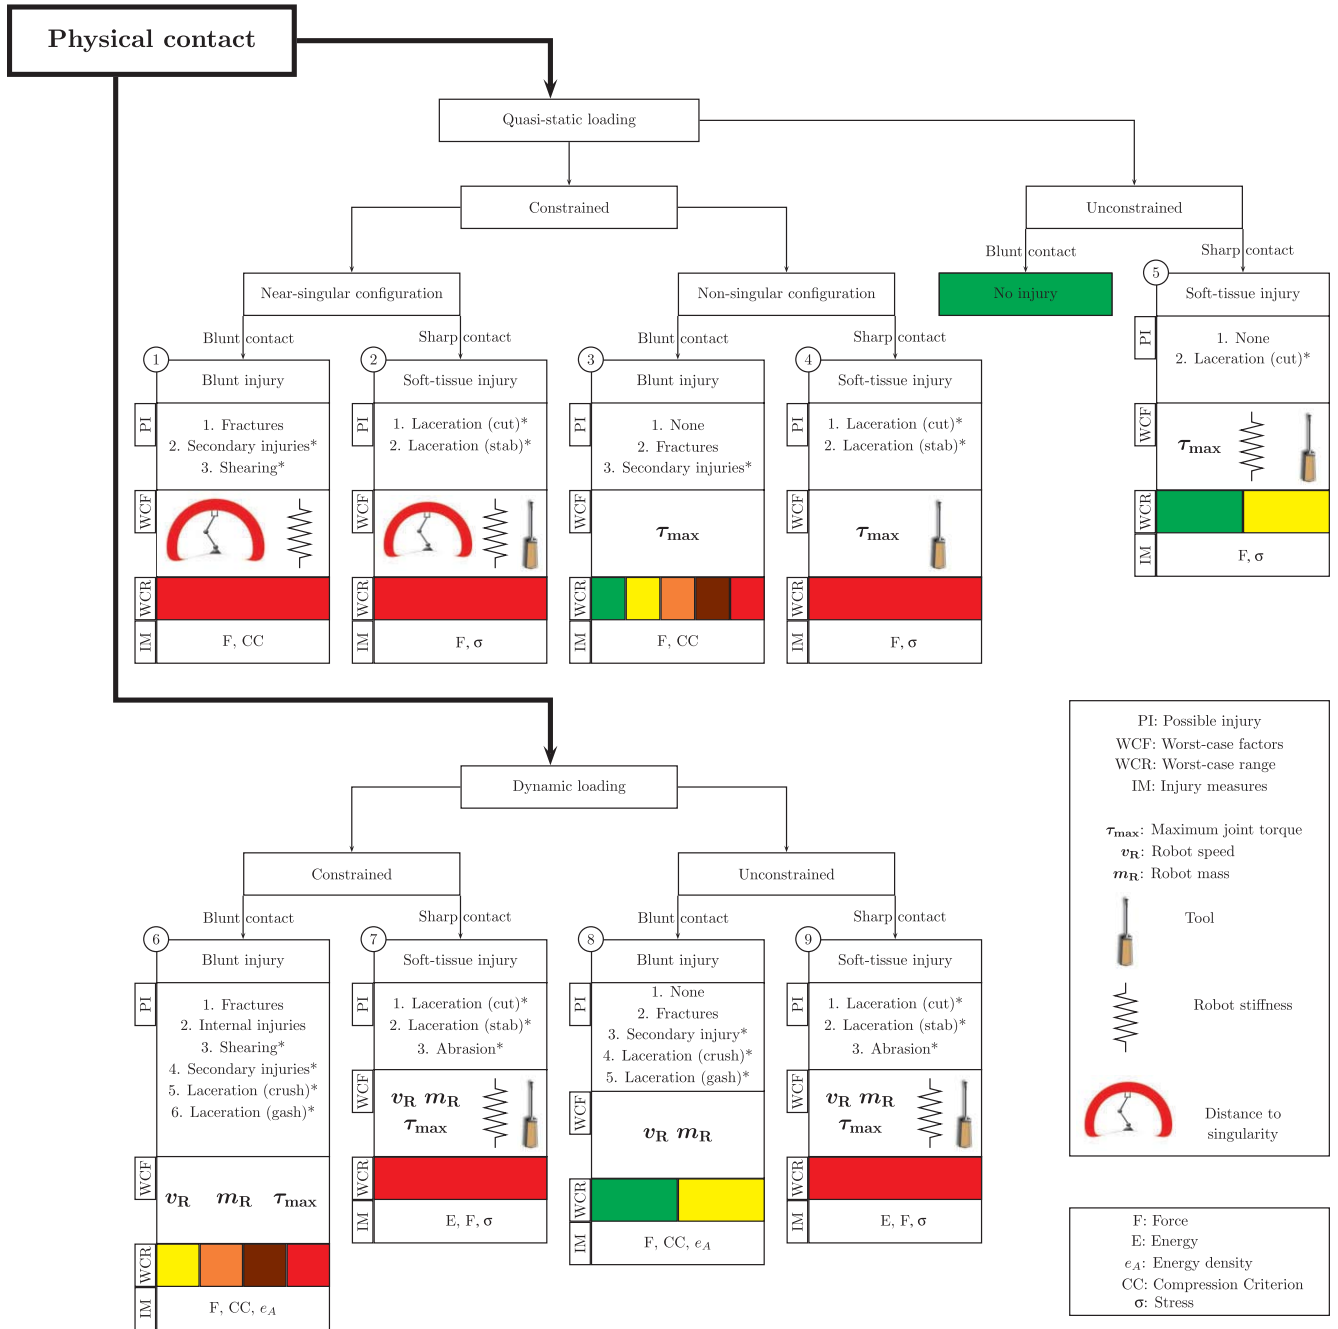 Physical contact
Quasi-static loading
Constrained
Unconstrained
Blunt contact
Sharp contact
Near-singular configuration
Non-singular configuration
No injury
5
Soft-tissue injury
PI
1. None
2. Laceration (cut)*
WCF
τmax
WCR
IM
F, σ
Blunt contact
Sharp contact
Blunt contact
Sharp contact
1
Blunt injury
PI
1. Fractures
2. Secondary injuries*
3. Shearing*
WCF
WCR
IM
F, CC
2
Soft-tissue injury
PI
1. Laceration (cut)*
2. Laceration (stab)*
WCF
WCR
IM
F, σ
3
Blunt injury
PI
1. None
2. Fractures
3. Secondary injuries*
WCF
τmax
WCR
IM
F, CC
4
Soft-tissue injury
PI
1. Laceration (cut)*
2. Laceration (stab)*
WCF
τmax
WCR
IM
F, σ
Dynamic loading
Constrained
Unconstrained
Blunt contact
Sharp contact
Blunt contact
Sharp contact
6
Blunt injury
PI
1. Fractures
2. Internal injuries
3. Shearing*
4. Secondary injuries*
5. Laceration (crush)*
6. Laceration (gash)*
WCF
vR mR τmax
WCR
IM
F, CC, eA
7
Soft-tissue injury
PI
1. Laceration (cut)*
2. Laceration (stab)*
3. Abrasion*
WCF
vR mR
τmax
WCR
IM
E, F, σ
8
Blunt injury
PI
1. None
2. Fractures
3. Secondary injury*
4. Laceration (crush)*
5. Laceration (gash)*
WCF
vR mR
WCR
IM
F, CC, eA
9
Soft-tissue injury
PI
1. Laceration (cut)*
2. Laceration (stab)*
3. Abrasion*
WCF
vR mR
τmax
WCR
IM
E, F, σ
PI: Possible injury
WCF: Worst-case factors
WCR: Worst-case range
IM: Injury measures
τmax: Maximum joint torque
vR: Robot speed
mR: Robot mass
Tool
Robot stiffness
Distance to
singularity
F: Force
E: Energy
eA: Energy density
CC: Compression Criterion
σ: Stress